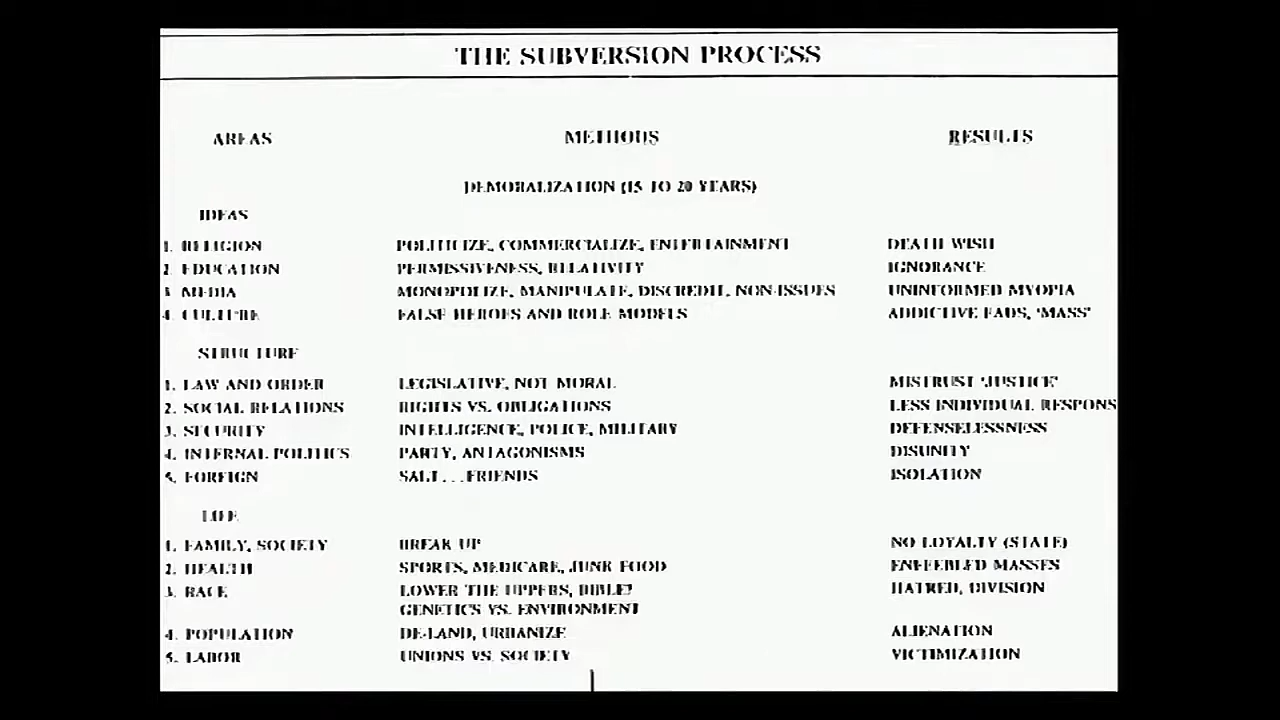 THE SUBVERSION PROCESS
AREAS METHODS RESULTS
DEMORALIZATION (15 TO 20 YEARS)
IDEAS
1. RELIGION POLITICIZE, COMMERCIALIZE, ENTERTAINMENT DEATH WISH
2. EDUCATION PERMISSIVENESS, RELATIVITY IGNORANCE
3. MEDIA MONOPOLIZE, MANIPULATE, DISCREDIT, NON-ISSUES UNINFORMED MYOPIA
4. CULTURE FALSE HEROES AND ROLE MODELS ADDICTIVE FADS, 'MASS'
STRUCTURE
1. LAW AND ORDER LEGISLATIVE, NOT MORAL MISTRUST 'JUSTICE'
2. SOCIAL RELATIONS RIGHTS VS. OBLIGATIONS LESS INDIVIDUAL RESPONS
3. SECURITY INTELLIGENCE, POLICE, MILITARY DEFENSELESSNESS
4. INTERNAL POLITICS PARTY, ANTAGONISMS DISUNITY
5. FOREIGN SALT . . . FRIENDS ISOLATION
LIFE
1. FAMILY, SOCIETY BREAK UP NO LOYALTY (STATE)
2. HEALTH SPORTS, MEDICARE, JUNK FOOD ENFEEBLED MASSES
3. RACE LOWER THE UPPERS, BIBLE? HATRED, DIVISION
GENETICS VS. ENVIRONMENT
4. POPULATION DE-LAND, URBANIZE ALIENATION
5. LABOR UNIONS VS. SOCIETY VICTIMIZATION